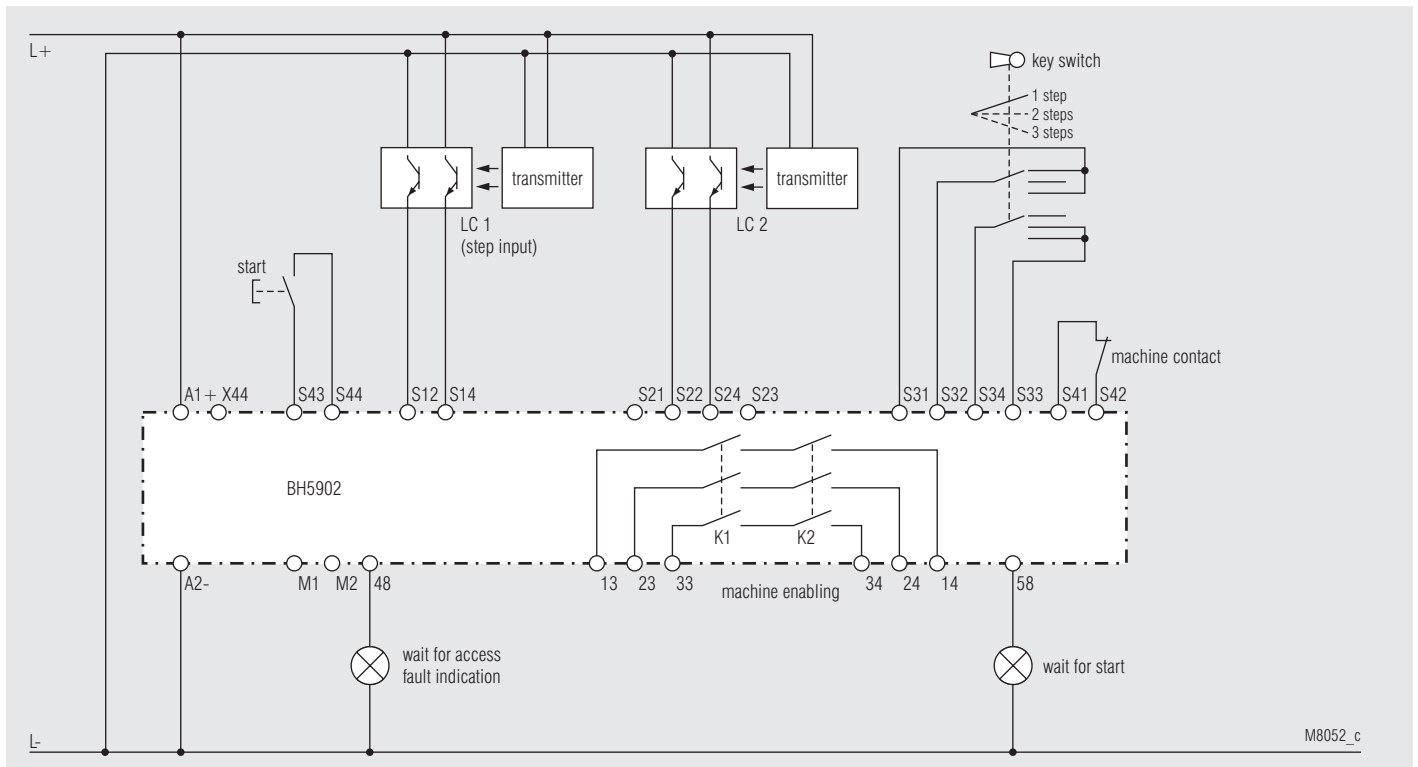 L+
key switch
1 step
2 steps
3 steps
transmitter
transmitter
LC 1
(step input)
LC 2
start
machine contact
A1+ X44 S43 S44 S12 S14 S21 S22 S24 S23 S31 S32 S34 S33 S41 S42
BH5902
K1 K2
A2- M1 M2 48 13 23 33 machine enabling 34 24 14 58
wait for access
fault indication
wait for start
L-
M8052_c